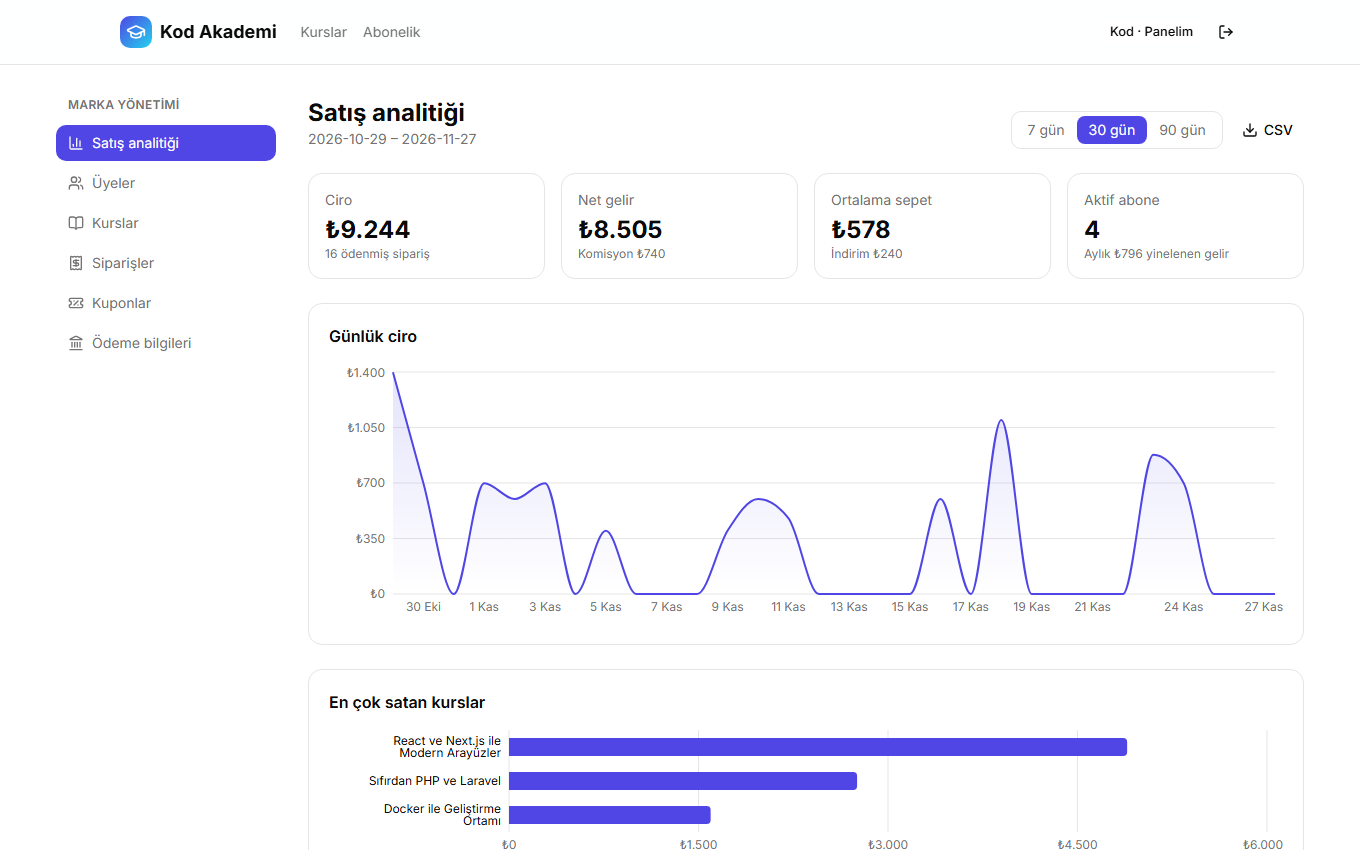 Kod Akademi
Kurslar
Abonelik
Kod · Panelim
MARKA YÖNETİMİ
Satış analitiği
Üyeler
Kurslar
Siparişler
Kuponlar
Ödeme bilgileri
Satış analitiği
2026-10-29 – 2026-11-27
7 gün
30 gün
90 gün
CSV
Ciro
₺9.244
16 ödenmiş sipariş
Net gelir
₺8.505
Komisyon ₺740
Ortalama sepet
₺578
İndirim ₺240
Aktif abone
4
Aylık ₺796 yinelenen gelir
Günlük ciro
₺1.400
₺1.050
₺700
₺350
₺0
30 Eki
1 Kas
3 Kas
5 Kas
7 Kas
9 Kas
11 Kas
13 Kas
15 Kas
17 Kas
19 Kas
21 Kas
24 Kas
27 Kas
En çok satan kurslar
React ve Next.js ile
Modern Arayüzler
Sıfırdan PHP ve Laravel
Docker ile Geliştirme
Ortamı
₺0
₺1.500
₺3.000
₺4.500
₺6.000